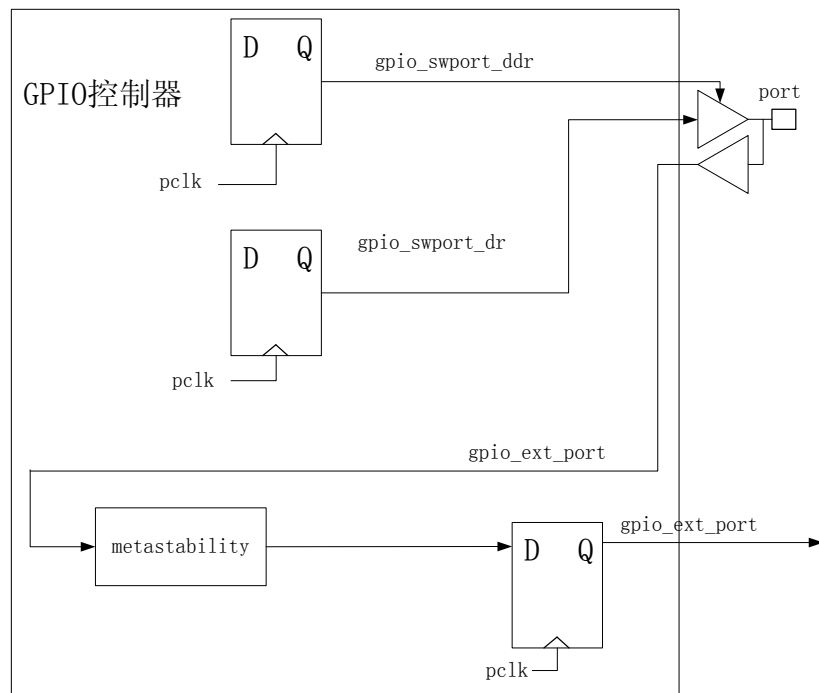 D Q
gpio_swport_ddr
port
GPIO控制器
pclk
D Q
gpio_swport_dr
pclk
gpio_ext_port
metastability
D Q
gpio_ext_port
pclk